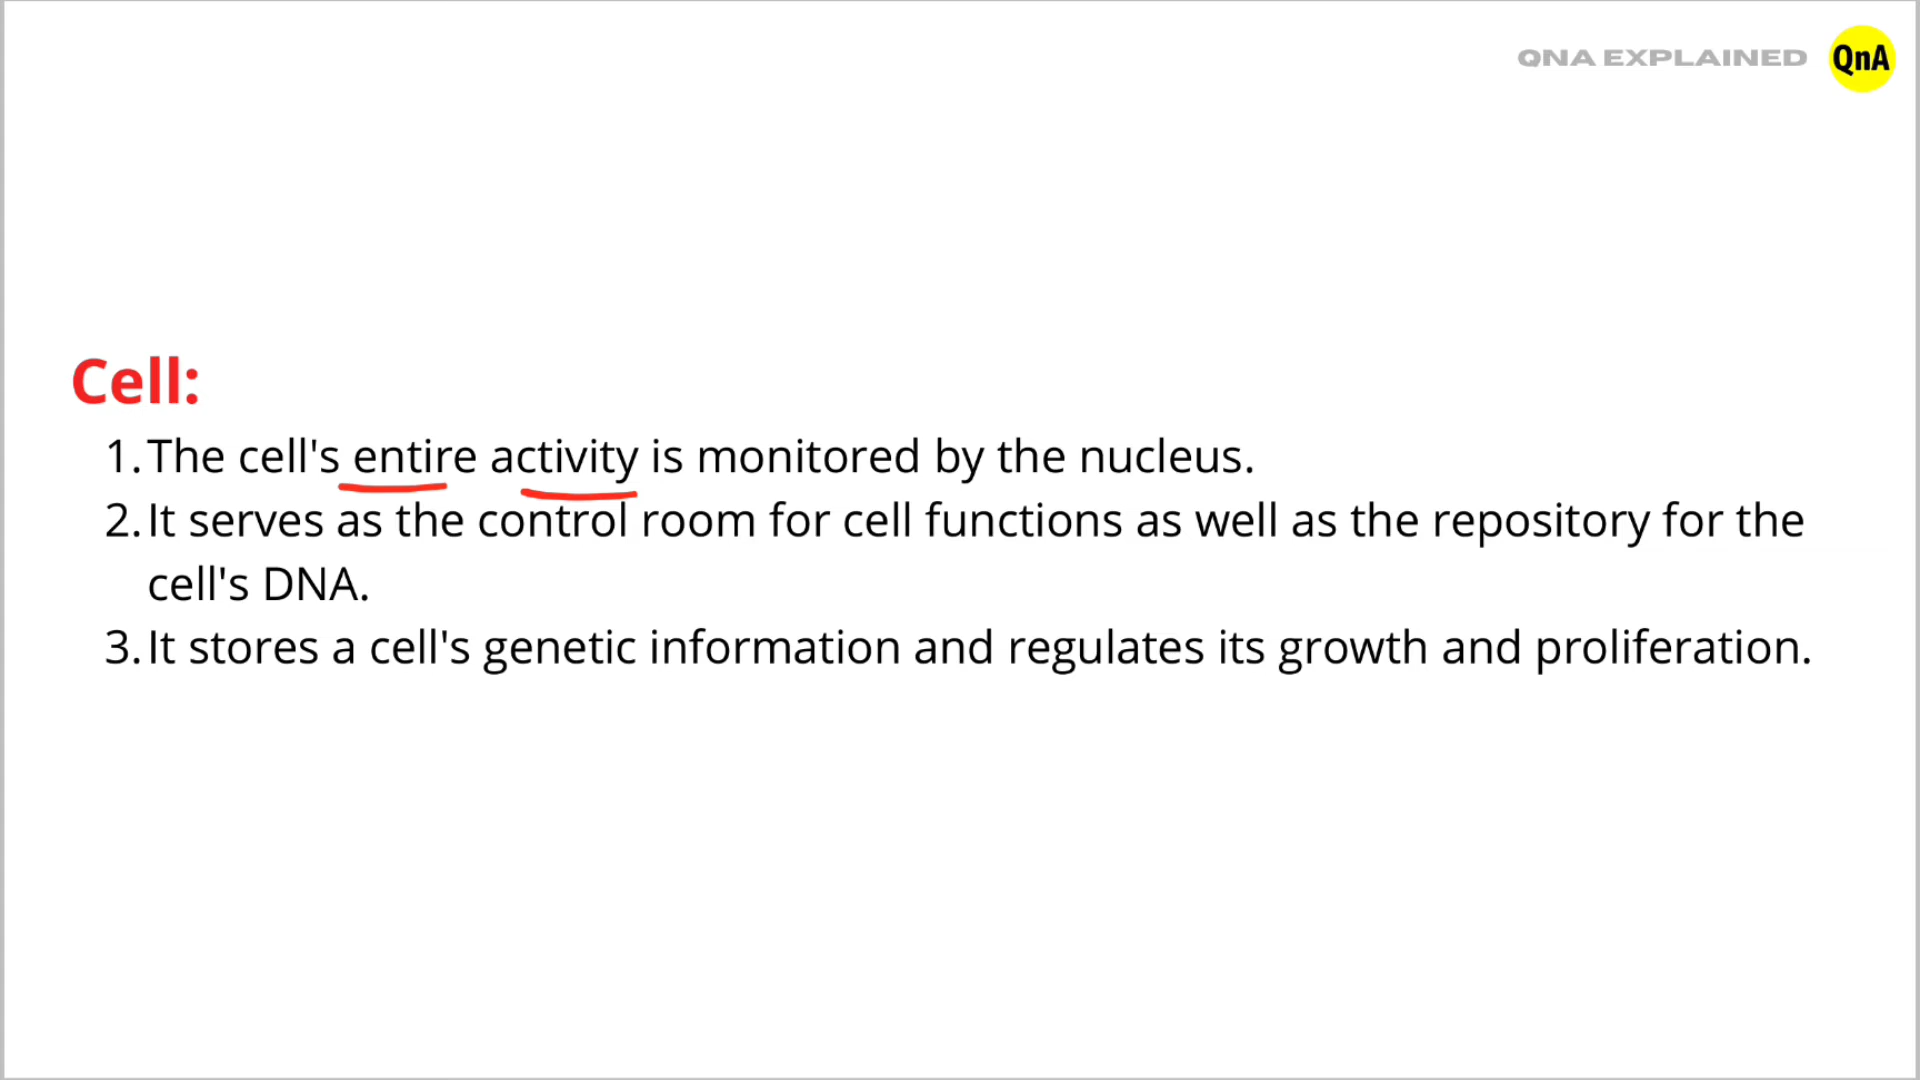 QNA EXPLAINED QnA
Cell:
1. The cell's entire activity is monitored by the nucleus.
2. It serves as the control room for cell functions as well as the repository for the
cell's DNA.
3. It stores a cell's genetic information and regulates its growth and proliferation.